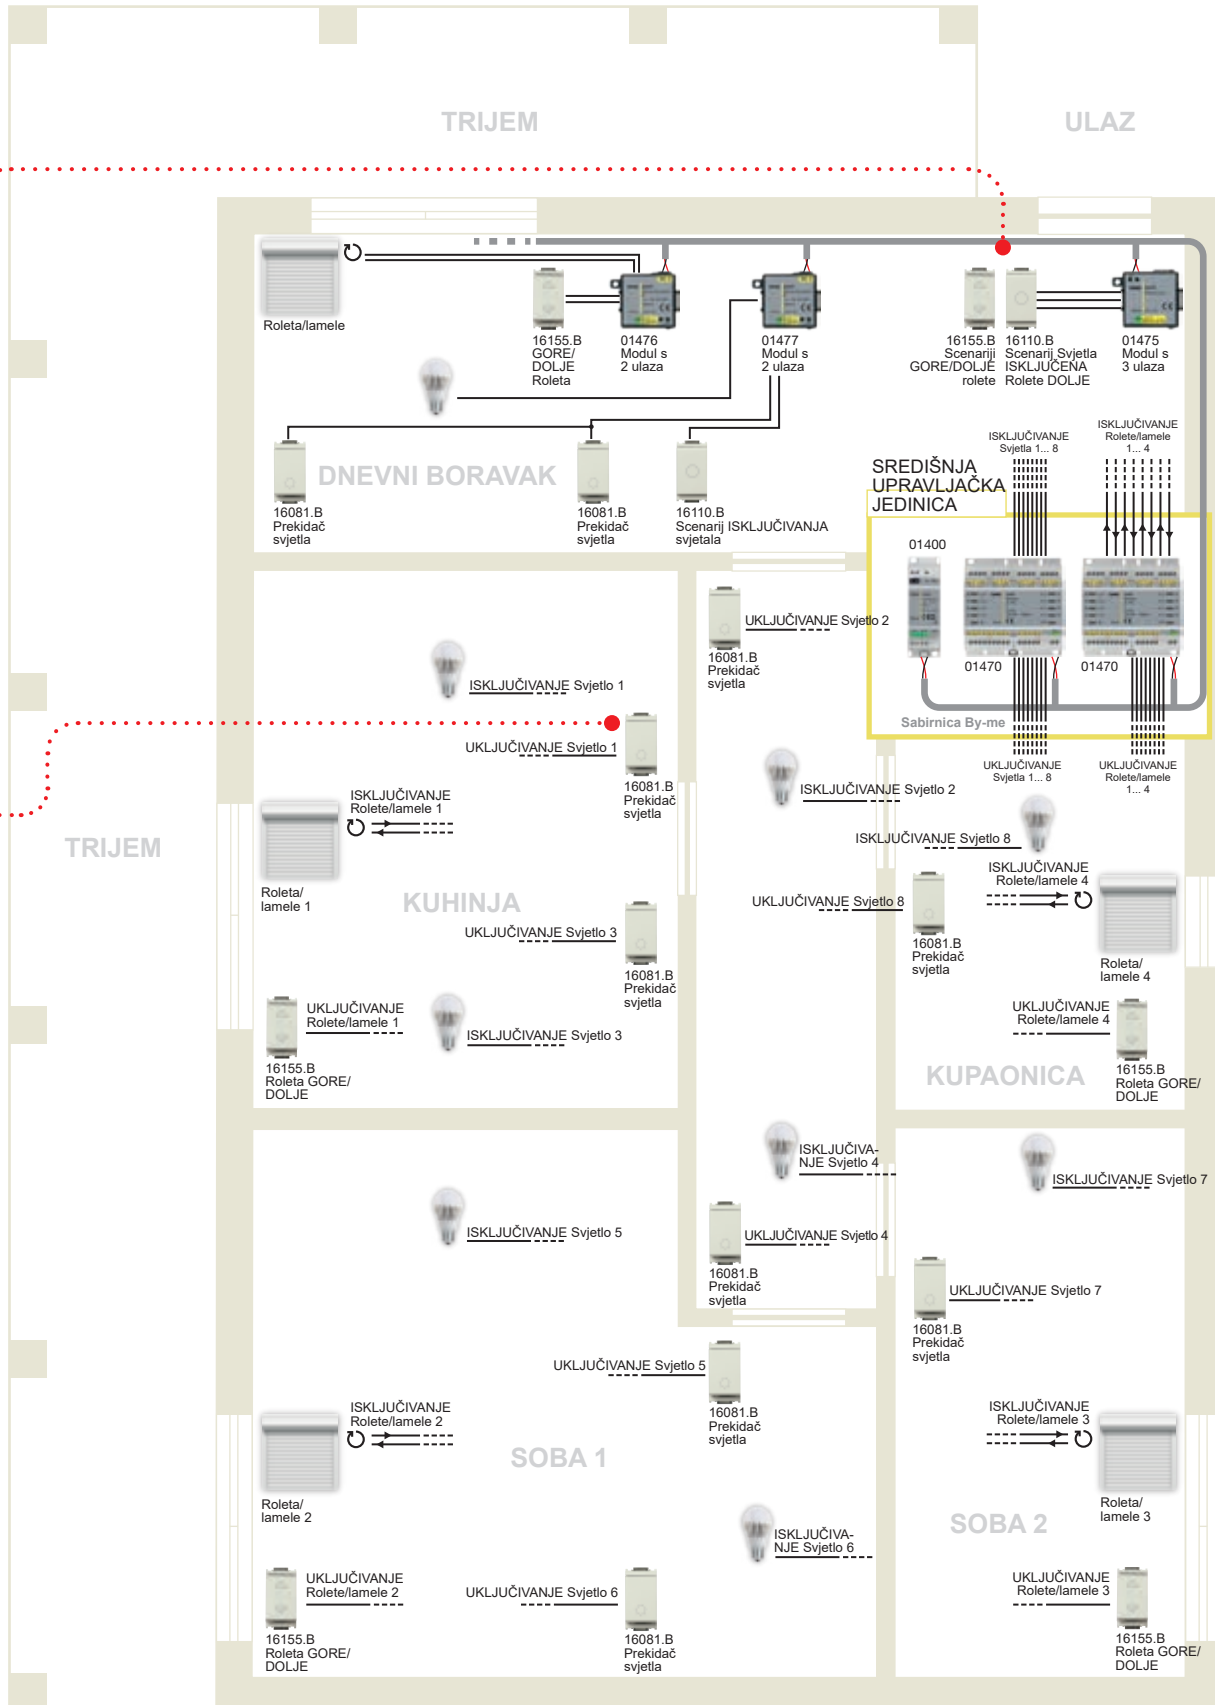 TRIJEM
ULAZ
Roleta/lamele
16155.B
GORE/
DOLJE
Roleta
01476
Modul s
2 ulaza
01477
Modul s
2 ulaza
16155.B
Scenariji
GORE/DOLJE
rolete
16110.B
Scenarij Svjetla
ISKLJUČENA
Rolete DOLJE
01475
Modul s
3 ulaza
DNEVNI BORAVAK
16081.B
Prekidač
svjetla
16081.B
Prekidač
svjetla
16110.B
Scenarij ISKLJUČIVANJA
svjetala
ISKLJUČIVANJE
Svjetla 1... 8
ISKLJUČIVANJE
Rolete/lamele
1... 4
SREDIŠNJA
UPRAVLJAČKA
JEDINICA
01400
01470
01470
Sabirnica By-me
UKLJUČIVANJE
Svjetla 1... 8
UKLJUČIVANJE
Rolete/lamele
1... 4
UKLJUČIVANJE Svjetlo 2
16081.B
Prekidač
svjetla
ISKLJUČIVANJE Svjetlo 1
UKLJUČIVANJE Svjetlo 1
16081.B
Prekidač
svjetla
ISKLJUČIVANJE Svjetlo 2
ISKLJUČIVANJE
Rolete/lamele 1
Roleta/
lamele 1
TRIJEM
KUHINJA
ISKLJUČIVANJE Svjetlo 8
ISKLJUČIVANJE
Rolete/lamele 4
UKLJUČIVANJE Svjetlo 8
16081.B
Prekidač
svjetla
Roleta/
lamele 4
UKLJUČIVANJE Svjetlo 3
16081.B
Prekidač
svjetla
UKLJUČIVANJE
Rolete/lamele 1
16155.B
Roleta GORE/
DOLJE
ISKLJUČIVANJE Svjetlo 3
UKLJUČIVANJE
Rolete/lamele 4
KUPAONICA
16155.B
Roleta GORE/
DOLJE
ISKLJUČIVA-
NJE Svjetlo 4
ISKLJUČIVANJE Svjetlo 7
ISKLJUČIVANJE Svjetlo 5
UKLJUČIVANJE Svjetlo 4
16081.B
Prekidač
svjetla
UKLJUČIVANJE Svjetlo 7
16081.B
Prekidač
svjetla
UKLJUČIVANJE Svjetlo 5
16081.B
Prekidač
svjetla
ISKLJUČIVANJE
Rolete/lamele 2
Roleta/
lamele 2
SOBA 1
ISKLJUČIVANJE
Rolete/lamele 3
Roleta/
lamele 3
SOBA 2
ISKLJUČIVA-
NJE Svjetlo 6
UKLJUČIVANJE
Rolete/lamele 2
16155.B
Roleta GORE/
DOLJE
UKLJUČIVANJE Svjetlo 6
16081.B
Prekidač
svjetla
UKLJUČIVANJE
Rolete/lamele 3
16155.B
Roleta GORE/
DOLJE